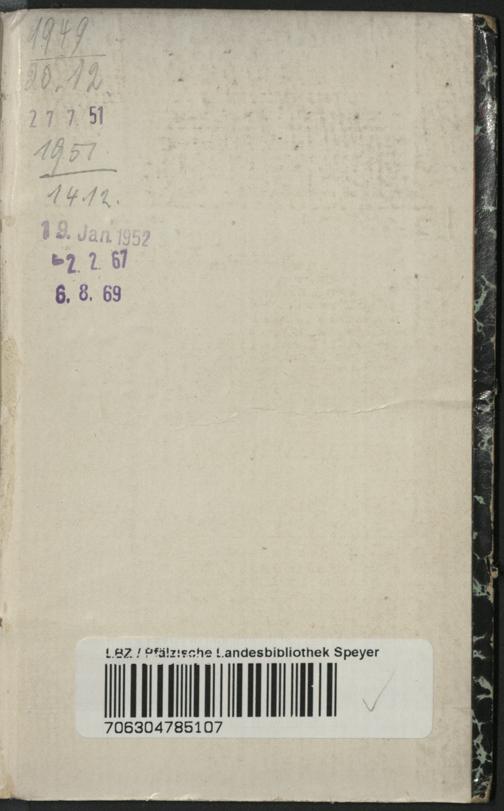 1949
20.12.
27 7. 51
1951
14.12.
19. Jan. 1952
-2. 2. 67
6. 8. 69
LBZ / Pfälzische Landesbibliothek Speyer
706304785107